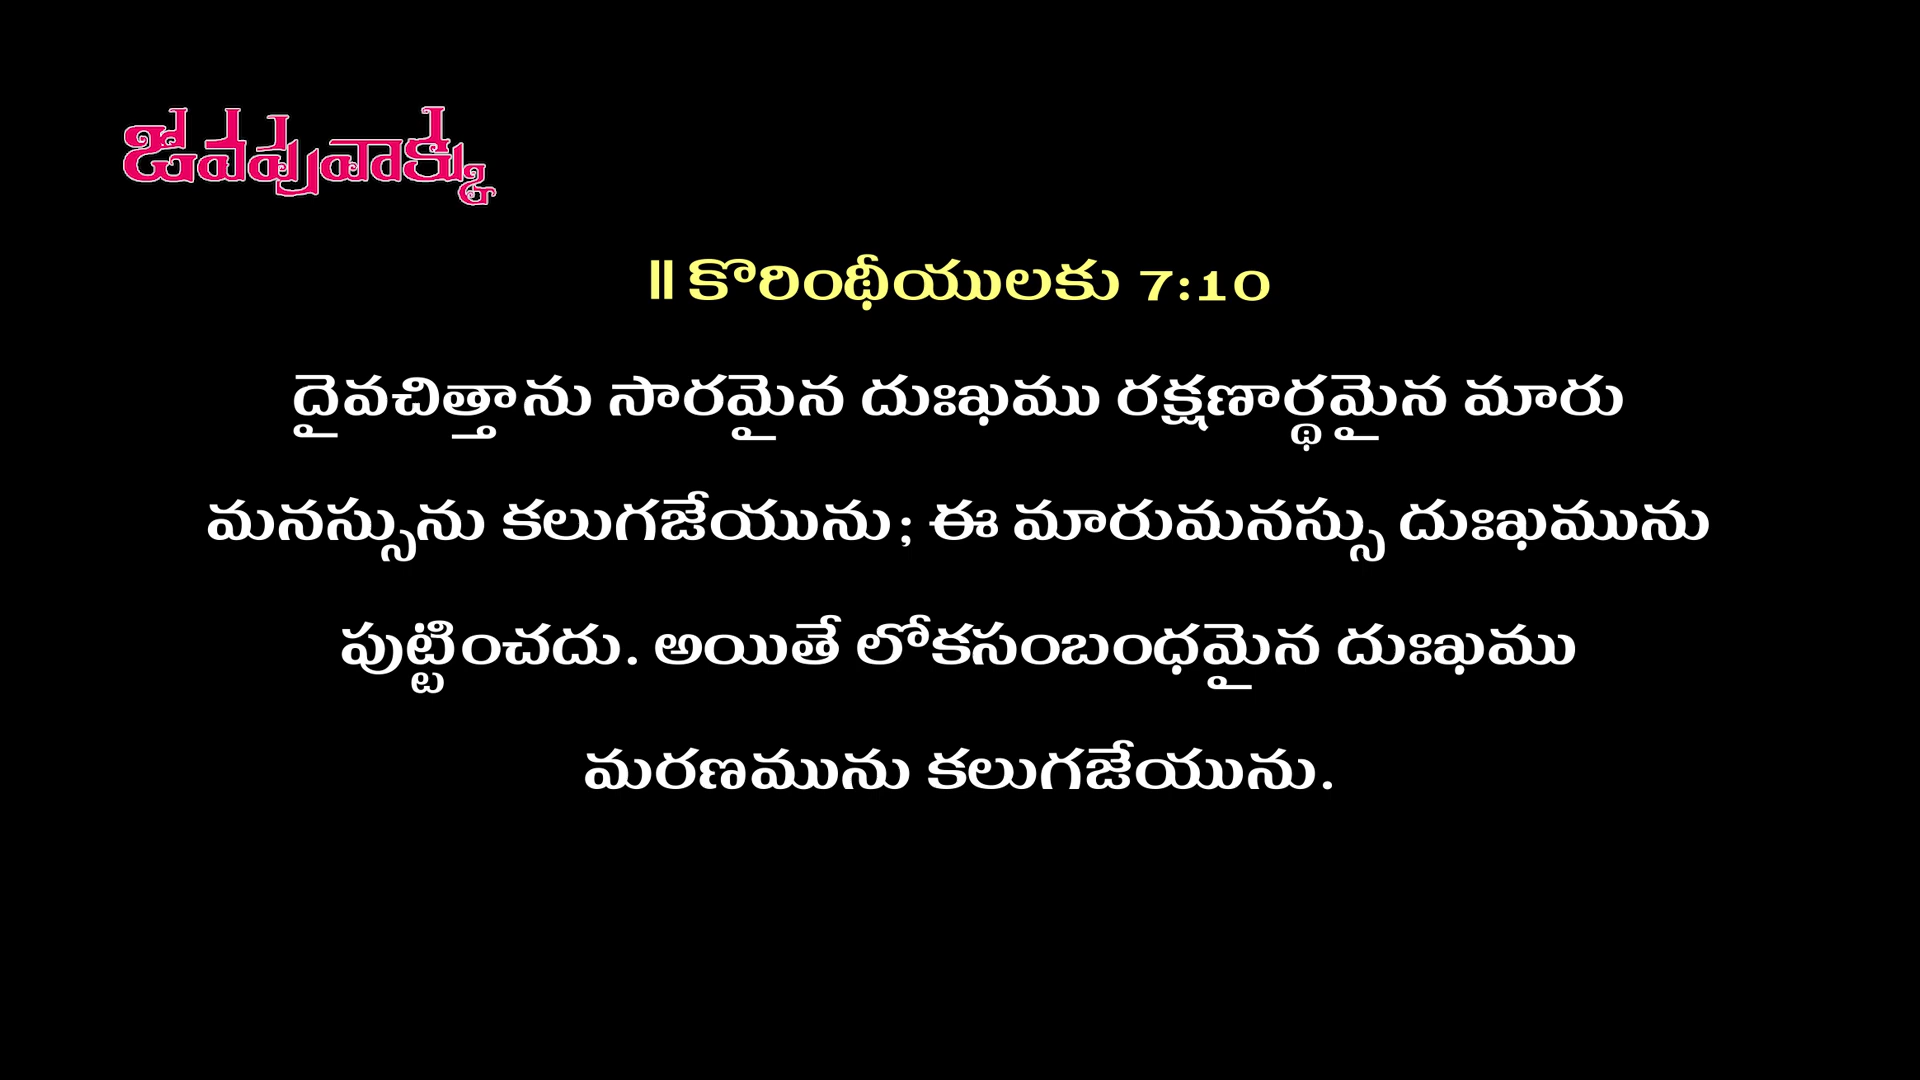 జీవపువాక్కు
II కొరింథీయులకు 7:10
దైవచిత్తాను సారమైన దుఃఖము రక్షణార్థమైన మారు
మనస్సును కలుగజేయును; ఈ మారుమనస్సు దుఃఖమును
పుట్టించదు. అయితే లోకసంబంధమైన దుఃఖము
మరణమును కలుగజేయును.